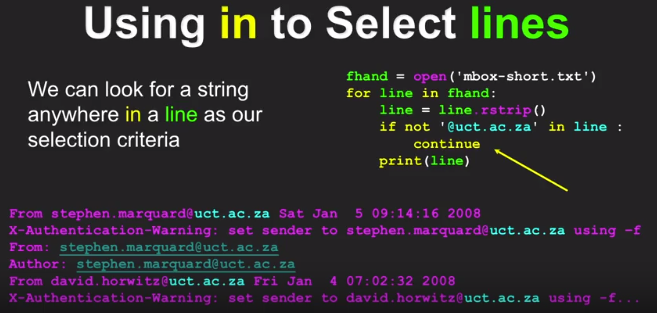 Using in to Select lines
We can look for a string
anywhere in a line as our
selection criteria
fhand = open('mbox-short.txt')
for line in fhand:
    line = line.rstrip()
    if not '@uct.ac.za' in line :
        continue
    print(line)
From stephen.marquard@uct.ac.za Sat Jan  5 09:14:16 2008
X-Authentication-Warning: set sender to stephen.marquard@uct.ac.za using -f
From: stephen.marquard@uct.ac.za
Author: stephen.marquard@uct.ac.za
From david.horwitz@uct.ac.za Fri Jan  4 07:02:32 2008
X-Authentication-Warning: set sender to david.horwitz@uct.ac.za using -f...